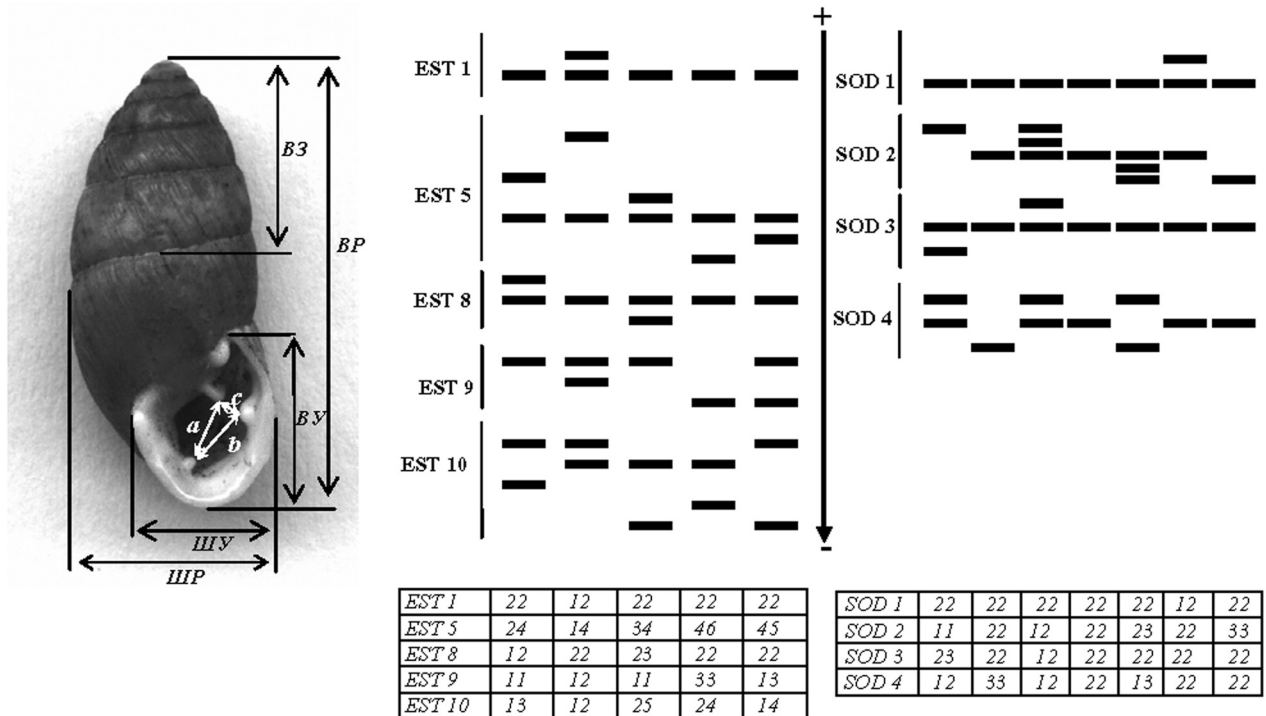 ВЗ
ВР
ВУ
a
b
c
ШУ
ШР
EST 1
EST 5
EST 8
EST 9
EST 10
+
-
SOD 1
SOD 2
SOD 3
SOD 4
EST 1 22 12 22 22 22
EST 5 24 14 34 46 45
EST 8 12 22 23 22 22
EST 9 11 12 11 33 13
EST 10 13 12 25 24 14
SOD 1 22 22 22 22 22 12 22
SOD 2 11 22 12 22 23 22 33
SOD 3 23 22 12 22 22 22 22
SOD 4 12 33 12 22 13 22 22